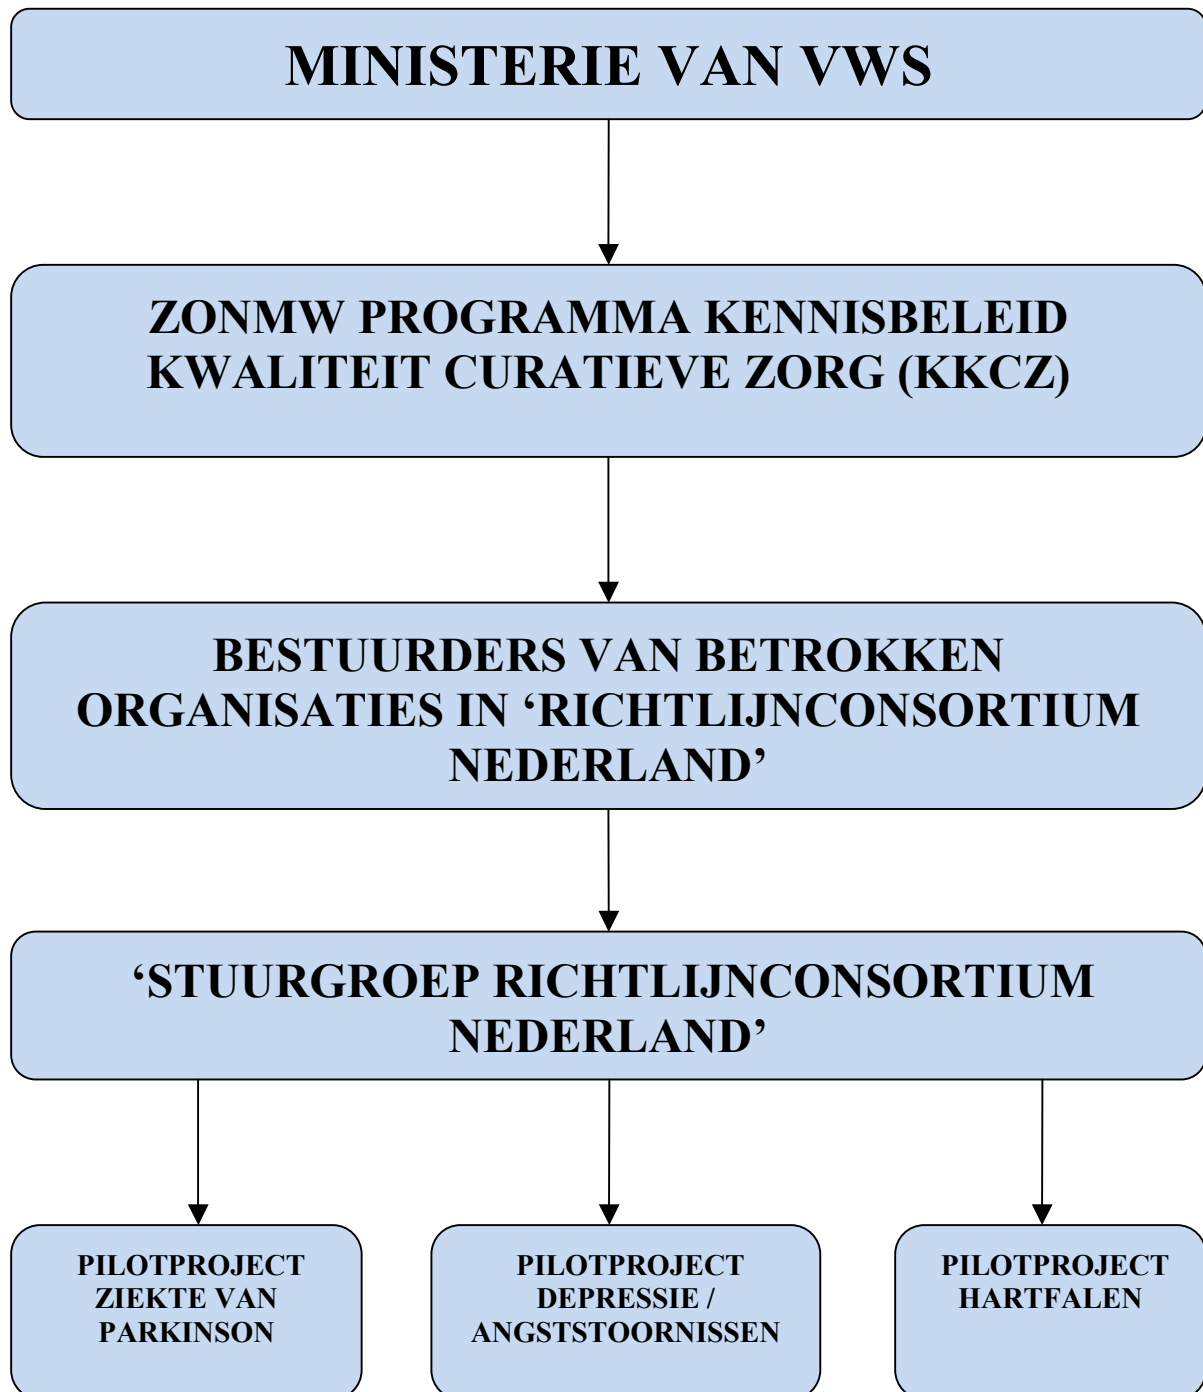 MINISTERIE VAN VWS
ZONMW PROGRAMMA KENNISBELEID
KWALITEIT CURATIEVE ZORG (KKCZ)
BESTUURDERS VAN BETROKKEN
ORGANISATIES IN ‘RICHTLIJNCONSORTIUM
NEDERLAND’
‘STUURGROEP RICHTLIJNCONSORTIUM
NEDERLAND’
PILOTPROJECT
ZIEKTE VAN
PARKINSON
PILOTPROJECT
DEPRESSIE /
ANGSTSTOORNISSEN
PILOTPROJECT
HARTFALEN